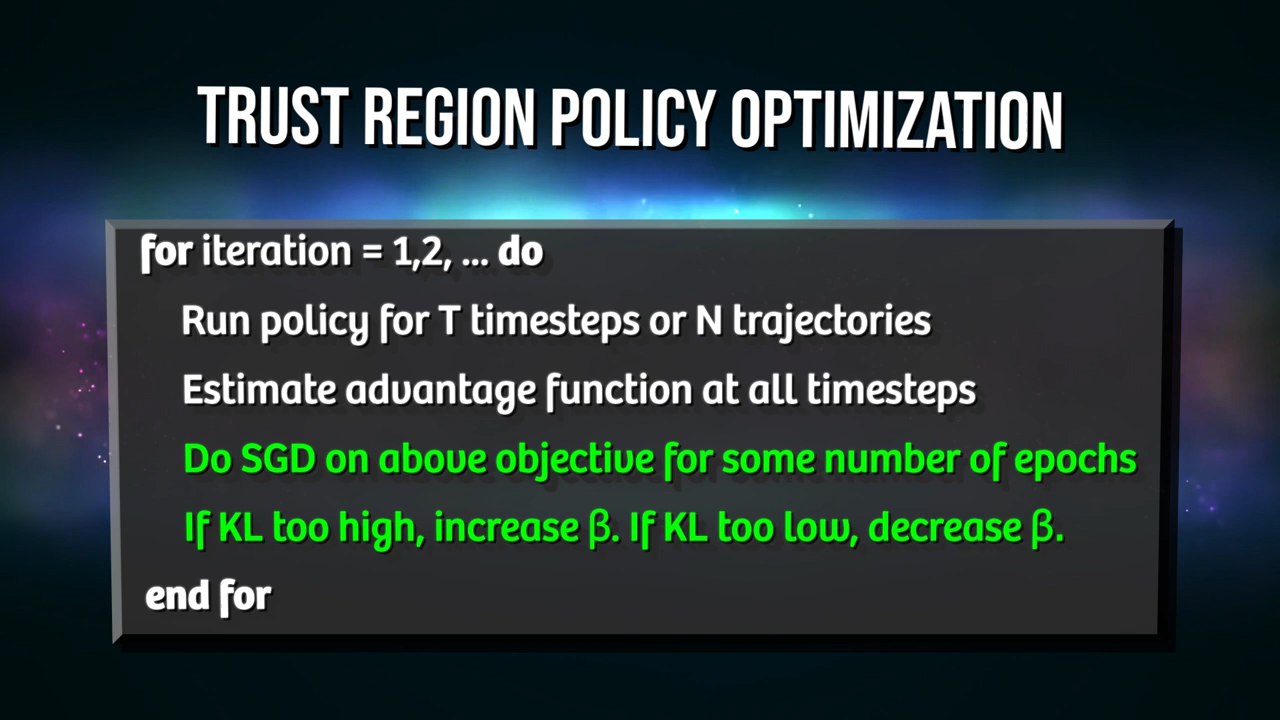 TRUST REGION POLICY OPTIMIZATION
for iteration = 1,2, ... do
Run policy for T timesteps or N trajectories
Estimate advantage function at all timesteps
Do SGD on above objective for some number of epochs
If KL too high, increase β. If KL too low, decrease β.
end for